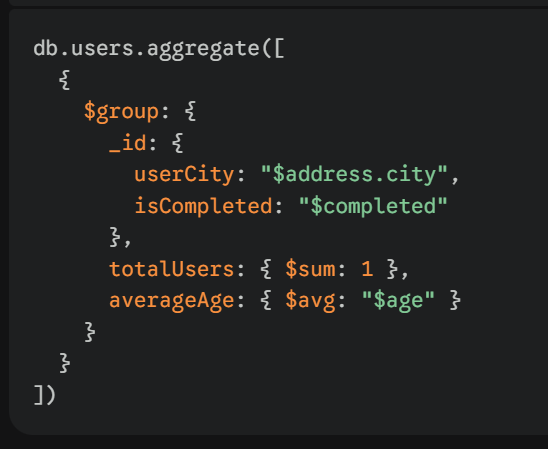 db.users.aggregate([
  {
    $group: {
      _id: {
        userCity: "$address.city",
        isCompleted: "$completed"
      },
      totalUsers: { $sum: 1 },
      averageAge: { $avg: "$age" }
    }
  }
])